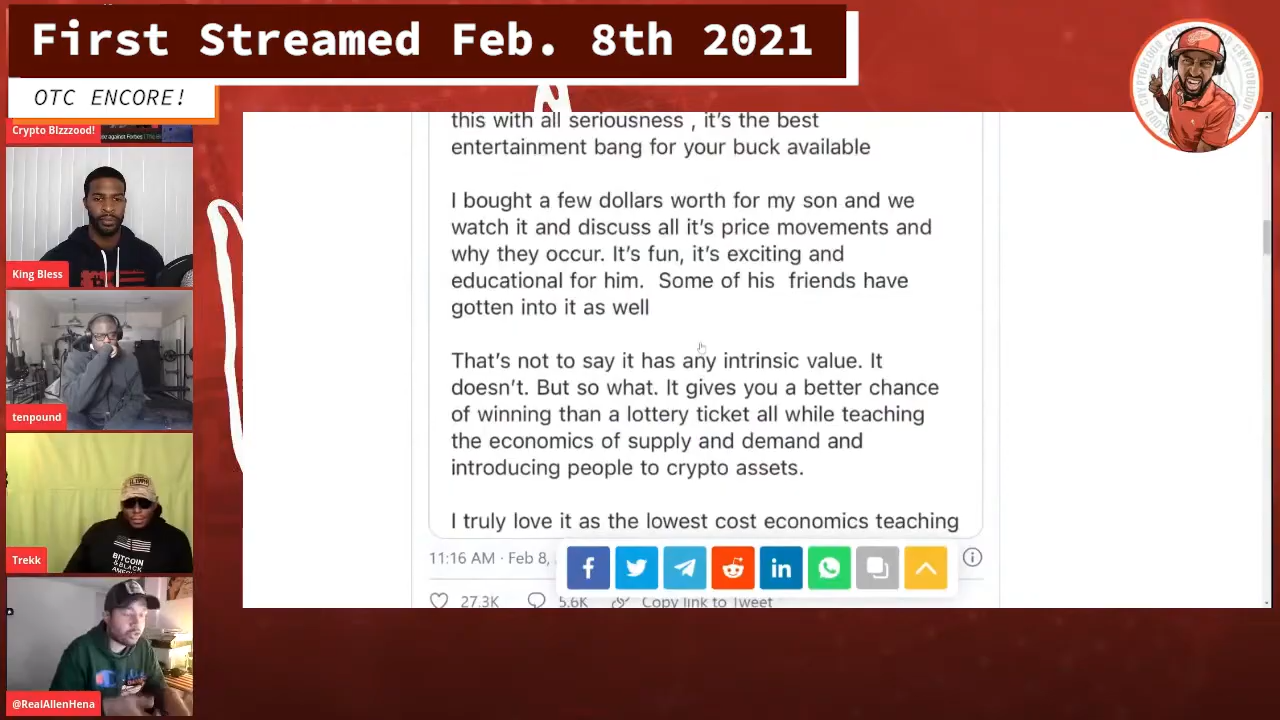 First Streamed Feb. 8th 2021
OTC ENCORE!
Crypto Blzzzood!
King Bless
tenpound
Trekk
BITCOIN
& BLACK
AMERICA
@RealAllenHena
this with all seriousness , it's the best
entertainment bang for your buck available
I bought a few dollars worth for my son and we
watch it and discuss all it's price movements and
why they occur. It's fun, it's exciting and
educational for him.  Some of his  friends have
gotten into it as well
That's not to say it has any intrinsic value. It
doesn't. But so what. It gives you a better chance
of winning than a lottery ticket all while teaching
the economics of supply and demand and
introducing people to crypto assets.
I truly love it as the lowest cost economics teaching
11:16 AM · Feb 8,
27.3K 5.6K Copy link to Tweet